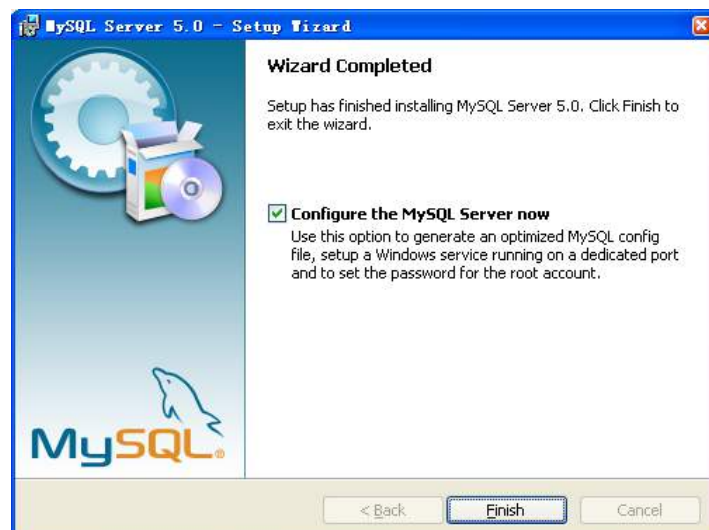 MySQL Server 5.0 - Setup Wizard
Wizard Completed
Setup has finished installing MySQL Server 5.0. Click Finish to
exit the wizard.
Configure the MySQL Server now
Use this option to generate an optimized MySQL config
file, setup a Windows service running on a dedicated port
and to set the password for the root account.
MySQL®
< Back
Finish
Cancel